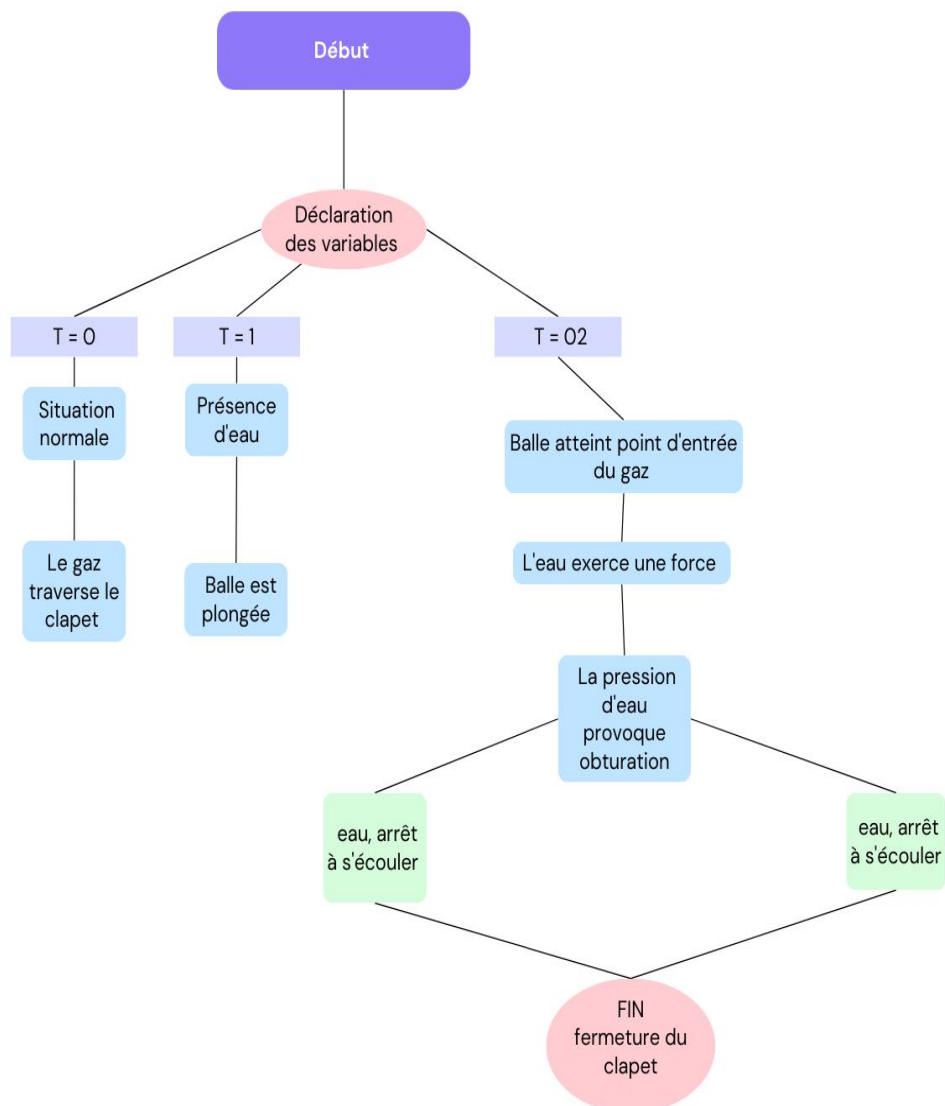 Début
Déclaration
des variables
T = 0
T = 1
T = 02
Situation
normale
Présence
d'eau
Balle atteint point d'entrée
du gaz
Le gaz
traverse le
clapet
Balle est
plongée
L'eau exerce une force
La pression
d'eau
provoque
obturation
eau, arrêt
à s'écouler
eau, arrêt
à s'écouler
FIN
fermeture du
clapet